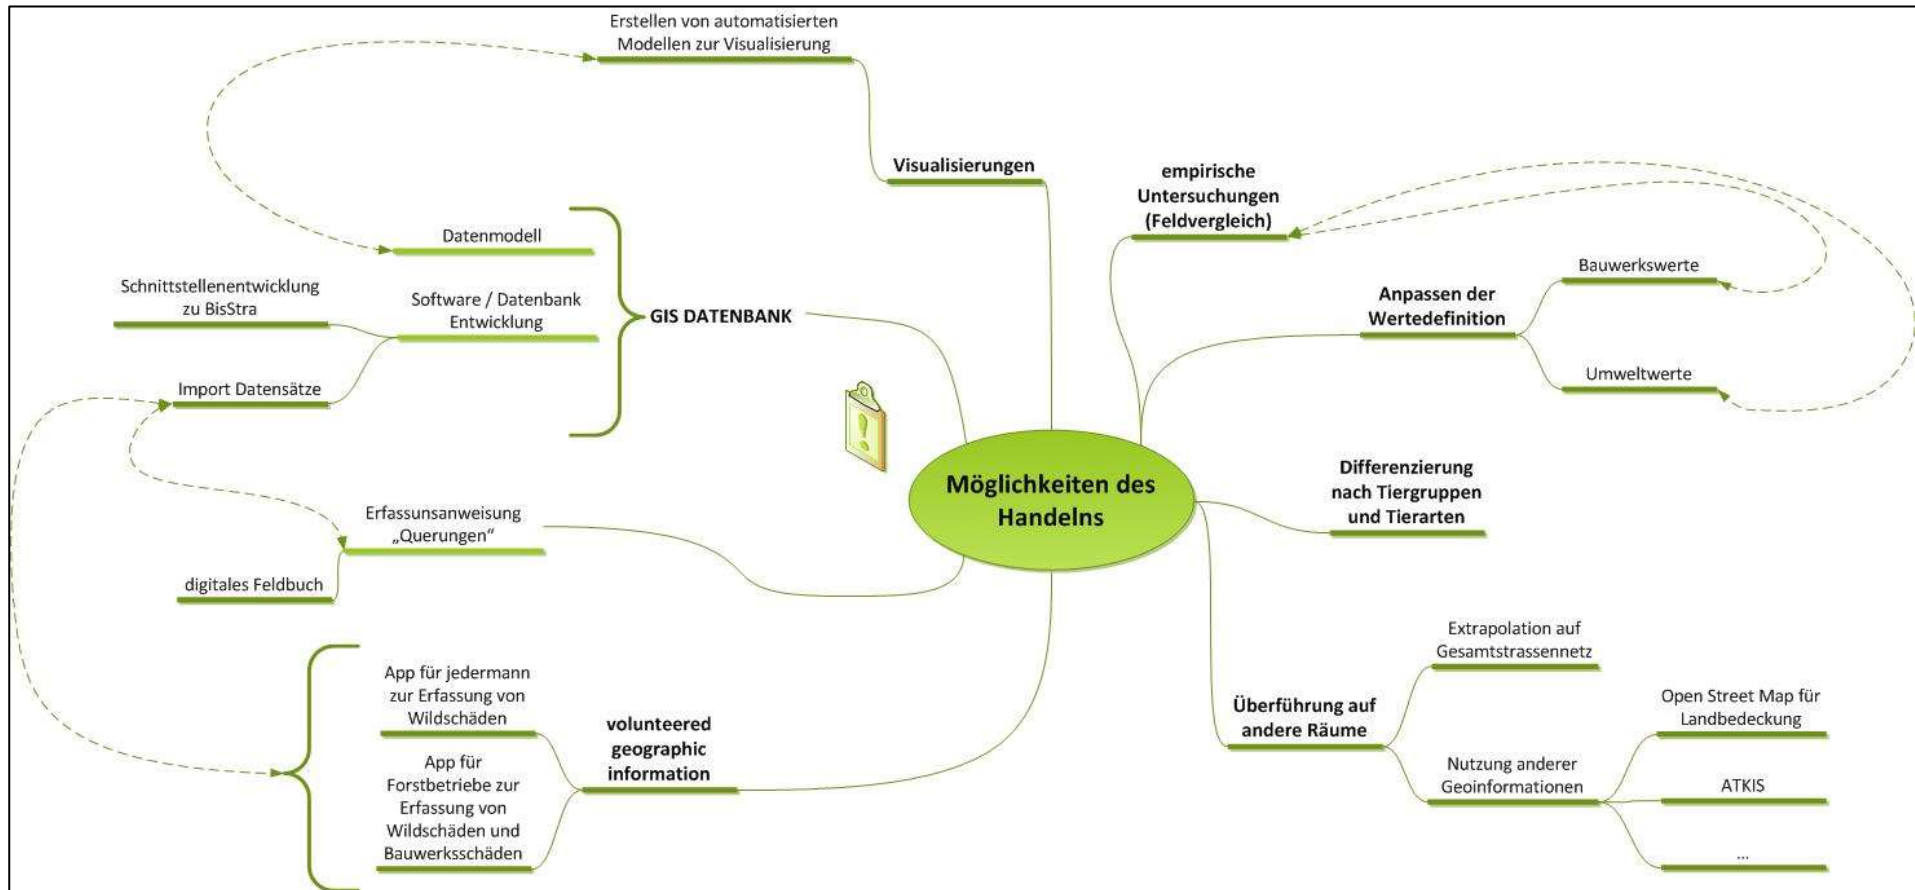 Erstellen von automatisierten
Modellen zur Visualisierung
Visualisierungen
empirische
Untersuchungen
(Feldvergleich)
Datenmodell
Schnittstellenentwicklung
zu BisStra
Software / Datenbank
Entwicklung
GIS DATENBANK
Import Datensätze
Bauwerkswerte
Anpassen der
Wertedefinition
Umweltwerte
Möglichkeiten des
Handelns
Differenzierung
nach Tiergruppen
und Tierarten
Erfassunsanweisung
„Querungen“
digitales Feldbuch
App für jedermann
zur Erfassung von
Wildschäden
App für
Forstbetriebe zur
Erfassung von
Wildschäden und
Bauwerksschäden
volunteered
geographic
information
Überführung auf
andere Räume
Extrapolation auf
Gesamtstrassennetz
Nutzung anderer
Geoinformationen
Open Street Map für
Landbedeckung
ATKIS
...